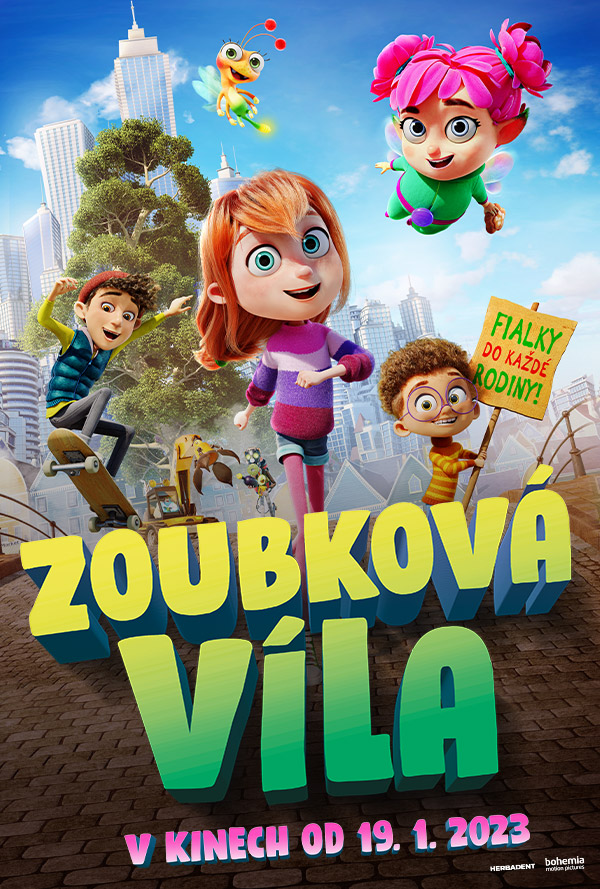 FIALKY
DO KAŽDÉ
RODINY!
ZOUBKOVÁ
VÍLA
V KINECH OD 19. 1. 2023
HERBADENT
bohemia
motion pictures